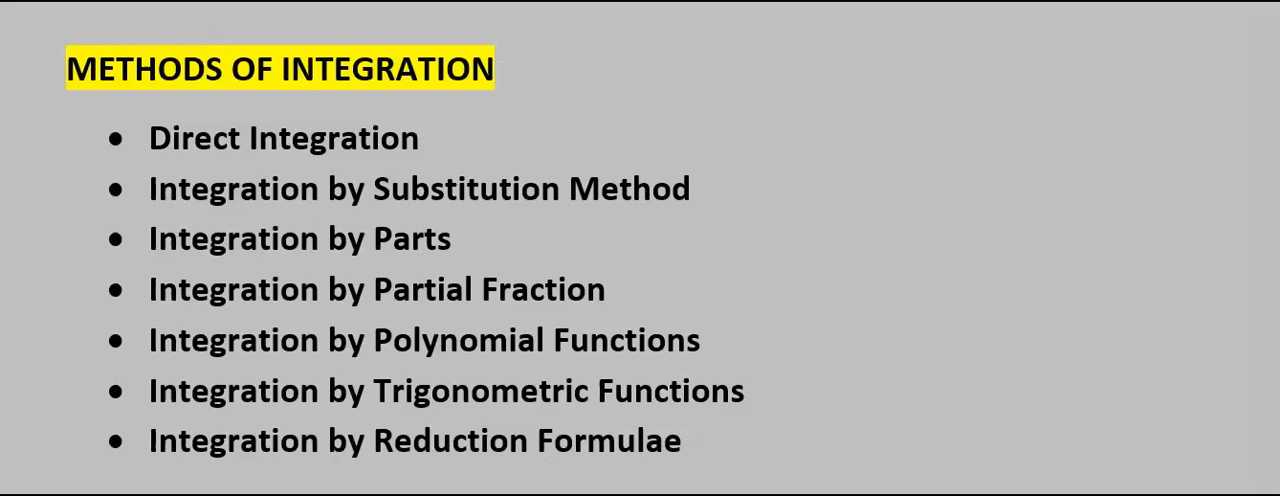 METHODS OF INTEGRATION
• Direct Integration
• Integration by Substitution Method
• Integration by Parts
• Integration by Partial Fraction
• Integration by Polynomial Functions
• Integration by Trigonometric Functions
• Integration by Reduction Formulae